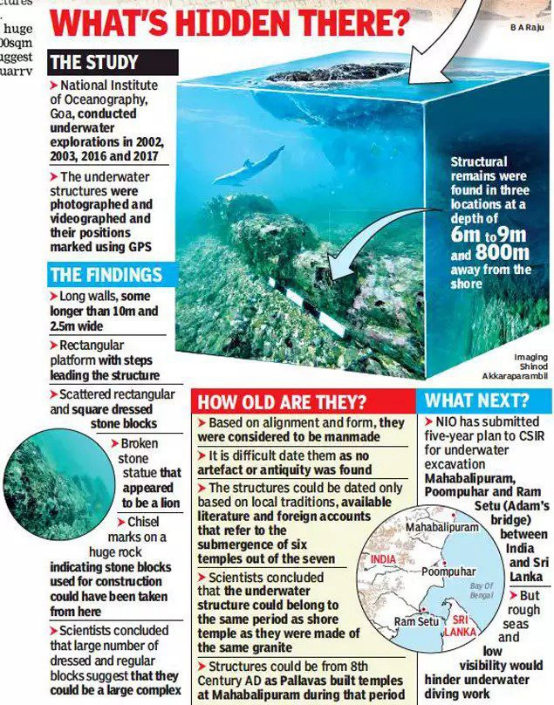 ctures
huge
00sqm
uggest
uarry
WHAT'S HIDDEN THERE?
B A Raju
THE STUDY
➤ National Institute
of Oceanography,
Goa, conducted
underwater
explorations in 2002,
2003, 2016 and 2017
➤ The underwater
structures were
photographed and
videographed and
their positions
marked using GPS
THE FINDINGS
➤ Long walls, some
longer than 10m and
2.5m wide
➤ Rectangular
platform with steps
leading the structure
➤ Scattered rectangular
and square dressed
stone blocks
➤ Broken
stone
statue that
appeared
to be a lion
➤ Chisel
marks on a
huge rock
indicating stone blocks
used for construction
could have been taken
from here
➤ Scientists concluded
that large number of
dressed and regular
blocks suggest that they
could be a large complex
Structural
remains were
found in three
locations at a
depth of
6m to 9m
and 800m
away from the
shore
Imaging
Shinod
Akkaraparambil
HOW OLD ARE THEY?
➤ Based on alignment and form, they
were considered to be manmade
➤ It is difficult date them as no
artefact or antiquity was found
➤ The structures could be dated only
based on local traditions, available
literature and foreign accounts
that refer to the
submergence of six
temples out of the seven
➤ Scientists concluded
that the underwater
structure could belong to
the same period as shore
temple as they were made of
the same granite
➤ Structures could be from 8th
Century AD as Pallavas built temples
at Mahabalipuram during that period
WHAT NEXT?
➤ NIO has submitted
five-year plan to CSIR
for underwater
excavation
Mahabalipuram,
Poompuhar and Ram
Setu (Adam's
bridge)
between
India
and Sri
Lanka
➤ But
rough
seas
and
low
visibility would
hinder underwater
diving work
Mahabalipuram
INDIA
Poompuhar
Bay Of
Bengal
Ram Setu
SRI
LANKA